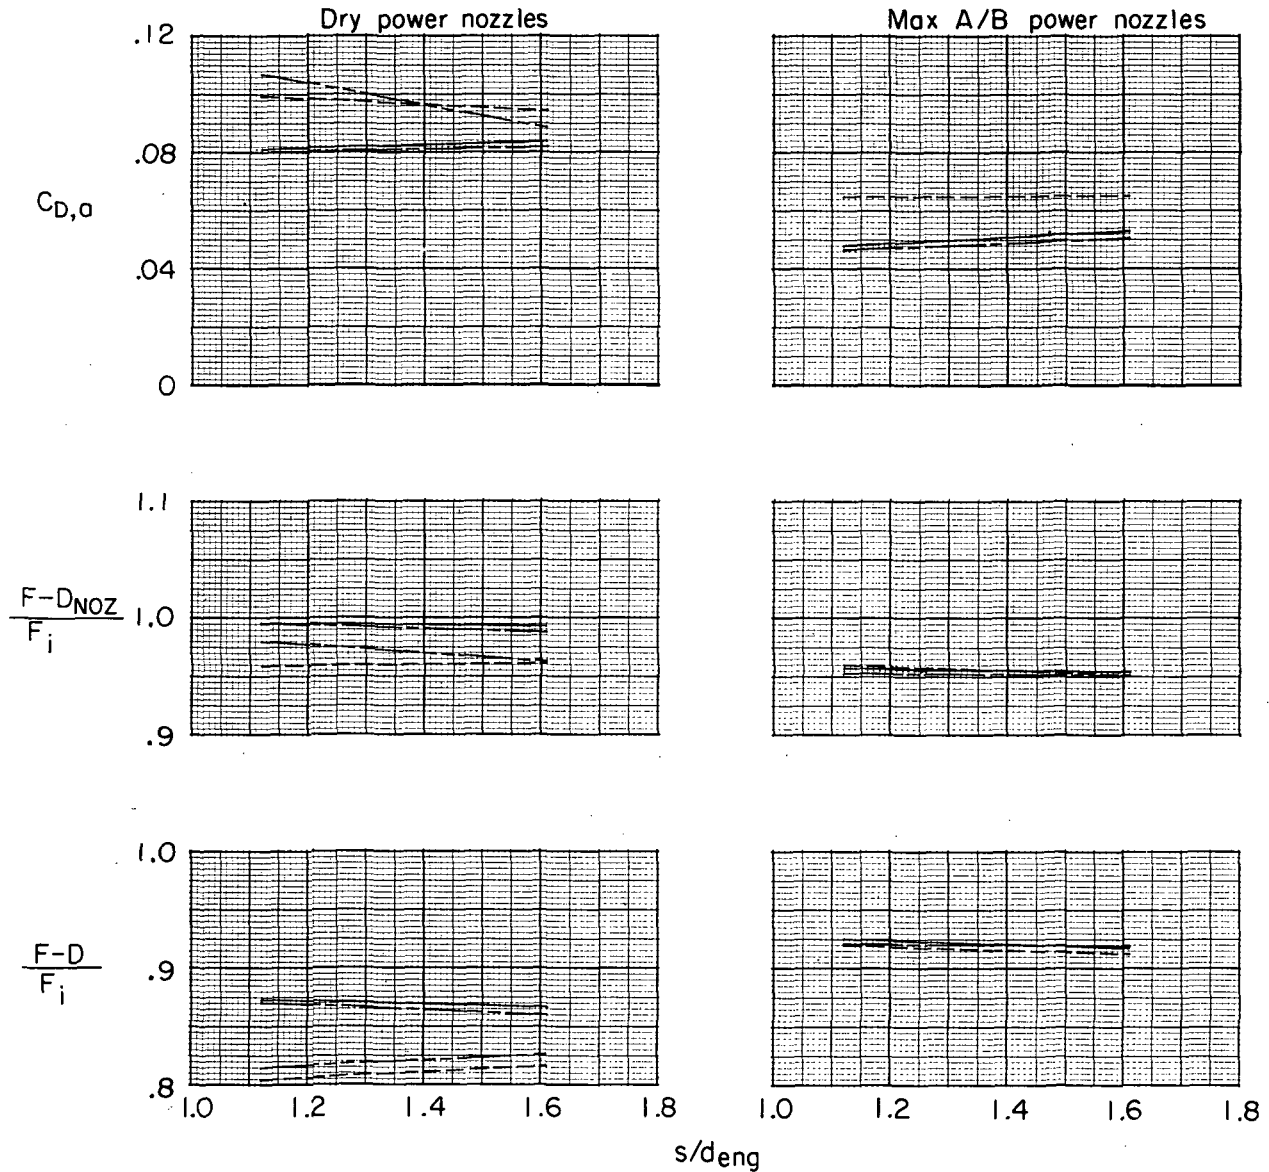 Dry power nozzles
Max A/B power nozzles
.12
.08
.04
0
C_D,a
1.1
1.0
.9
F-D_NOZ
F_i
1.0
.9
.8
F-D
F_i
1.0 1.2 1.4 1.6 1.8
1.0 1.2 1.4 1.6 1.8
s/d_eng